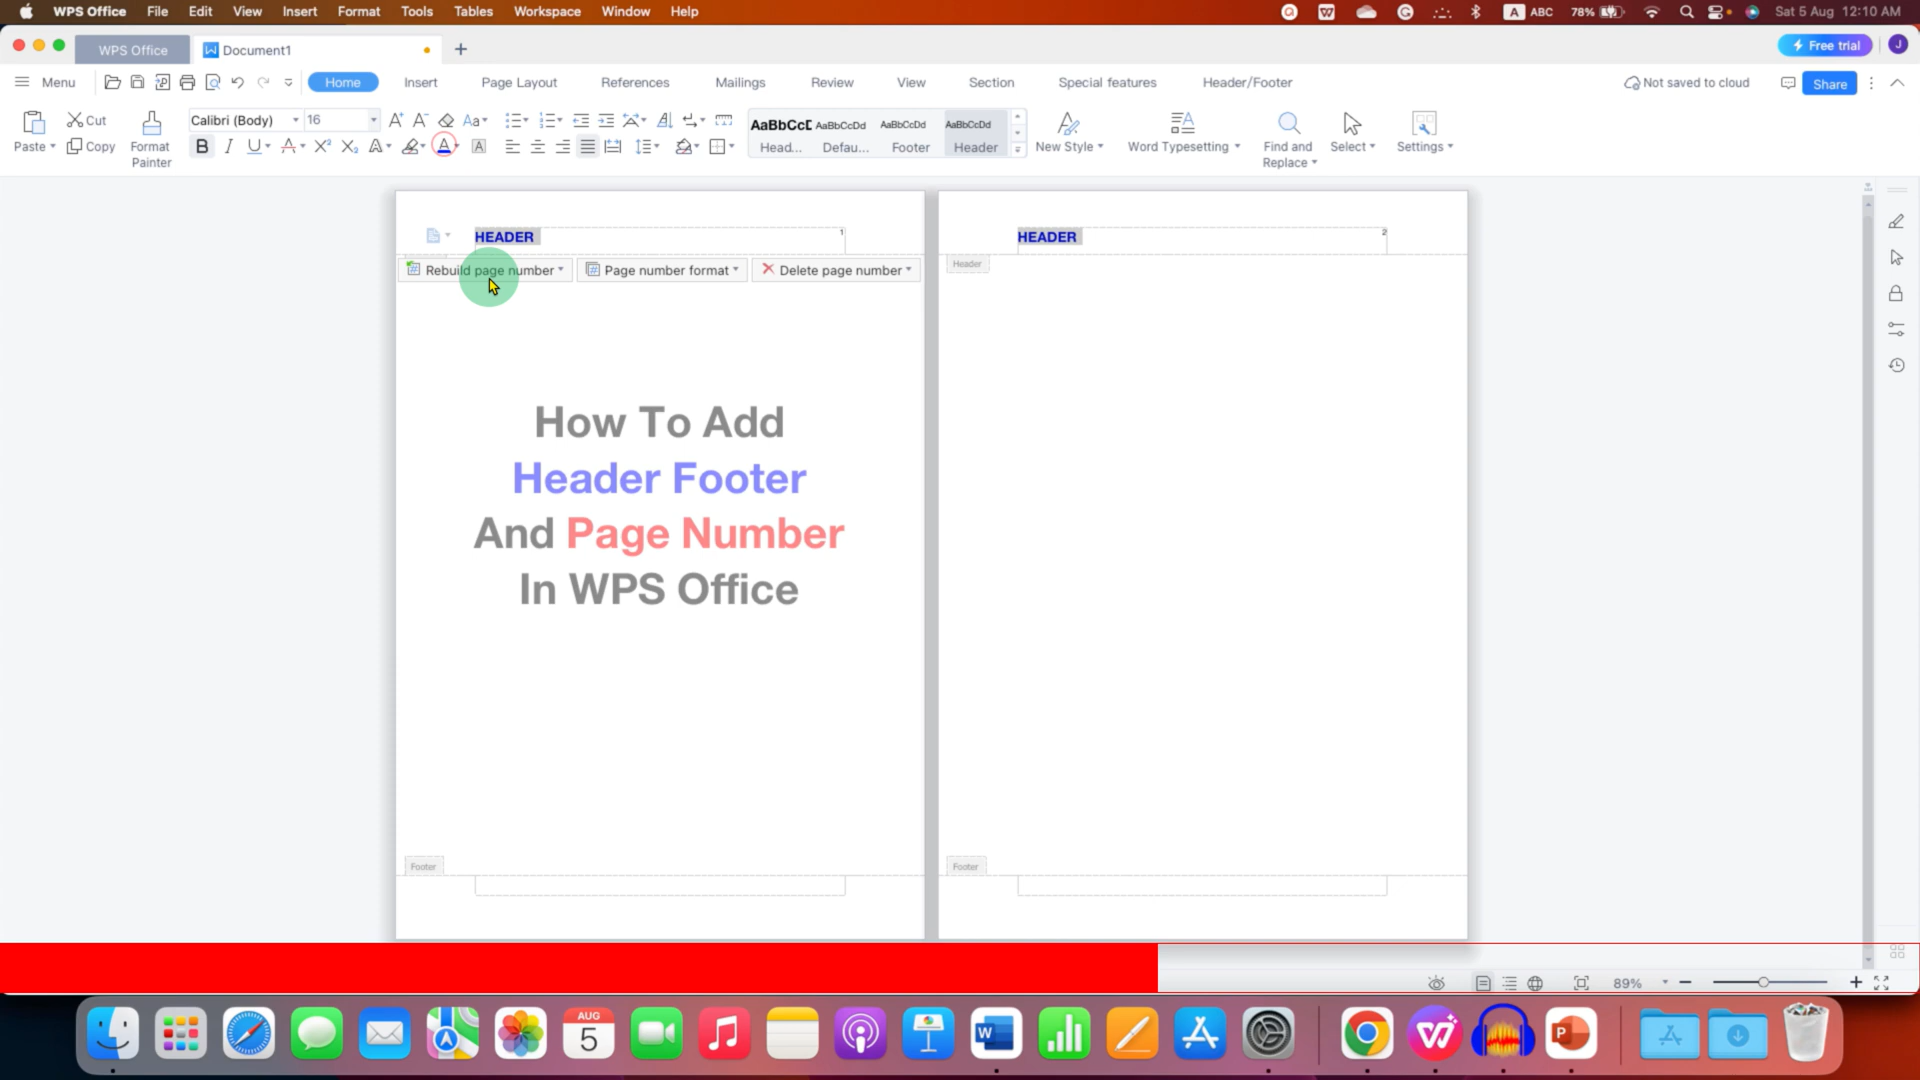 WPS Office File Edit View Insert Format Tools Tables Workspace Window Help A ABC 78% Sat 5 Aug 12:10 AM
WPS Office Document1 Free trial J
Menu Home Insert Page Layout References Mailings Review View Section Special features Header/Footer Not saved to cloud Share
Paste Cut Copy Format Painter Calibri (Body) 16 AaBbCcD AaBbCcDd AaBbCcDd AaBbCcDd
Head... Defau... Footer Header New Style Word Typesetting Find and Replace Select Settings
HEADER 1
HEADER 2
Rebuild page number Page number format Delete page number
Header
How To Add
Header Footer
And Page Number
In WPS Office
Footer
Footer
89%
AUG
5